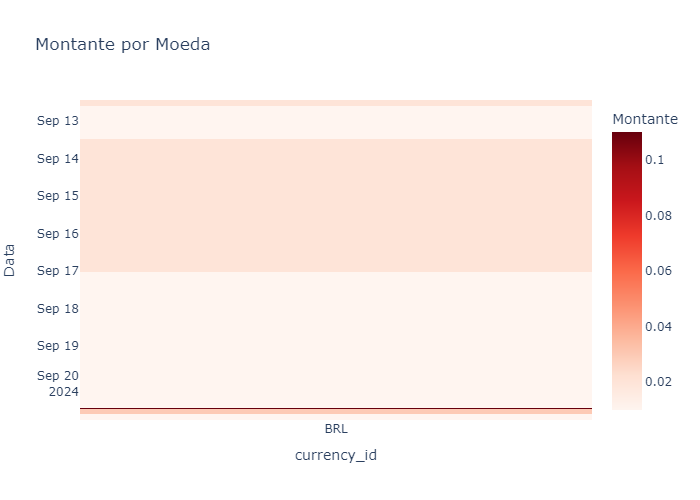 Montante por Moeda
Montante
Sep 13
Sep 14
Sep 15
Sep 16
Sep 17
Sep 18
Sep 19
Sep 20
2024
Data
BRL
currency_id
0.1
0.08
0.06
0.04
0.02